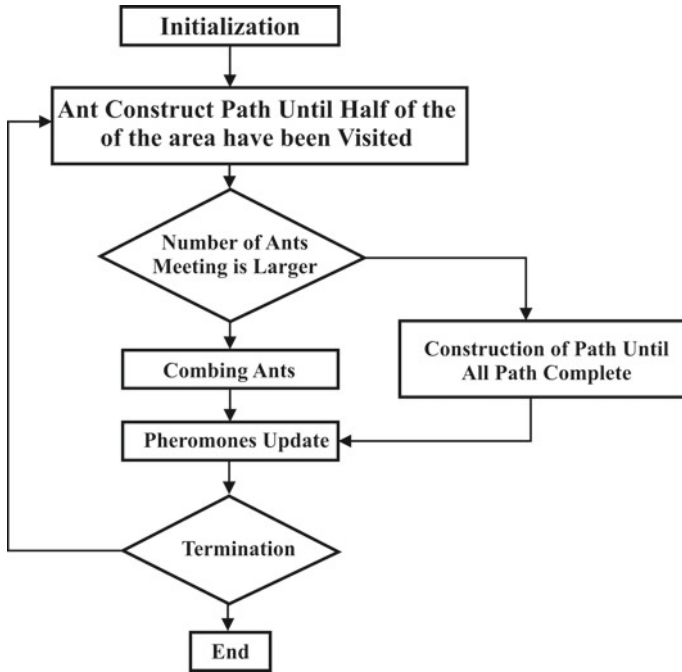 Initialization
Ant Construct Path Until Half of the
of the area have been Visited
Number of Ants
Meeting is Larger
Construction of Path Until
All Path Complete
Combing Ants
Pheromones Update
Termination
End